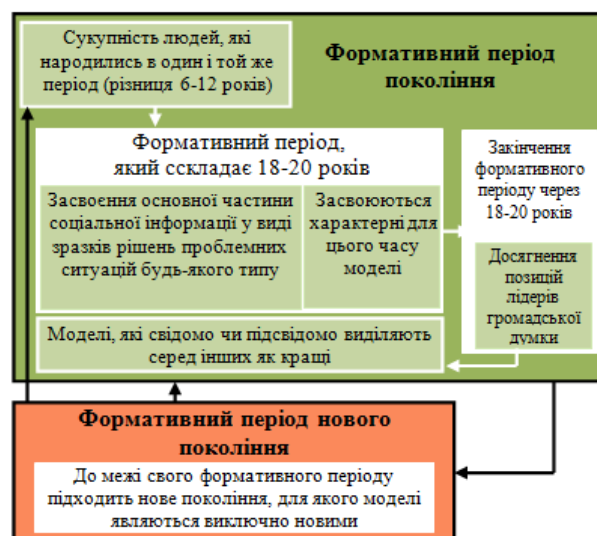 Сукупність людей, які
народились в один і той же
період (різниця 6-12 років)
Формативний період
покоління
Формативний період,
який сскладає 18-20 років
Засвоєння основної частини
соціальної інформації у виді
зразків рішень проблемних
ситуацій будь-якого типу
Засвоюються
характерні для
цього часу
моделі
Закінчення
формативного
періоду через
18-20 років
Досягнення
позицій
лідерів
громадської
думки
Моделі, які свідомо чи підсвідомо виділяють
серед інших як кращі
Формативний період нового
покоління
До межі свого формативного періоду
підходить нове покоління, для якого моделі
являються виключно новими